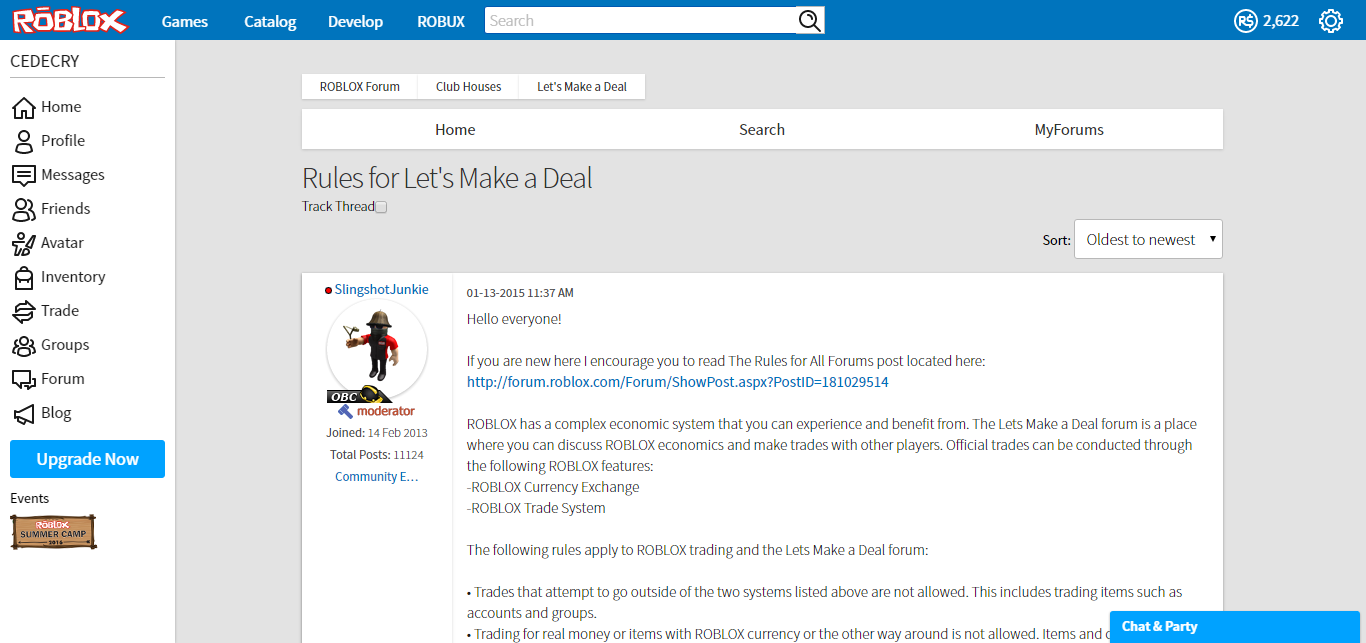 ROBLOX Games Catalog Develop ROBUX Search R$ 2,622
CEDECRY
Home
Profile
Messages
Friends
Avatar
Inventory
Trade
Groups
Forum
Blog
Upgrade Now
Events
ROBLOX
SUMMER CAMP
2016
ROBLOX Forum Club Houses Let's Make a Deal
Home Search MyForums
Rules for Let's Make a Deal
Track Thread
Sort: Oldest to newest
SlingshotJunkie
OBC
moderator
Joined: 14 Feb 2013
Total Posts: 11124
Community E…
01-13-2015 11:37 AM
Hello everyone!
If you are new here I encourage you to read The Rules for All Forums post located here:
http://forum.roblox.com/Forum/ShowPost.aspx?PostID=181029514
ROBLOX has a complex economic system that you can experience and benefit from. The Lets Make a Deal forum is a place
where you can discuss ROBLOX economics and make trades with other players. Official trades can be conducted through
the following ROBLOX features:
-ROBLOX Currency Exchange
-ROBLOX Trade System
The following rules apply to ROBLOX trading and the Lets Make a Deal forum:
• Trades that attempt to go outside of the two systems listed above are not allowed. This includes trading items such as
accounts and groups.
• Trading for real money or items with ROBLOX currency or the other way around is not allowed. Items and
Chat & Party